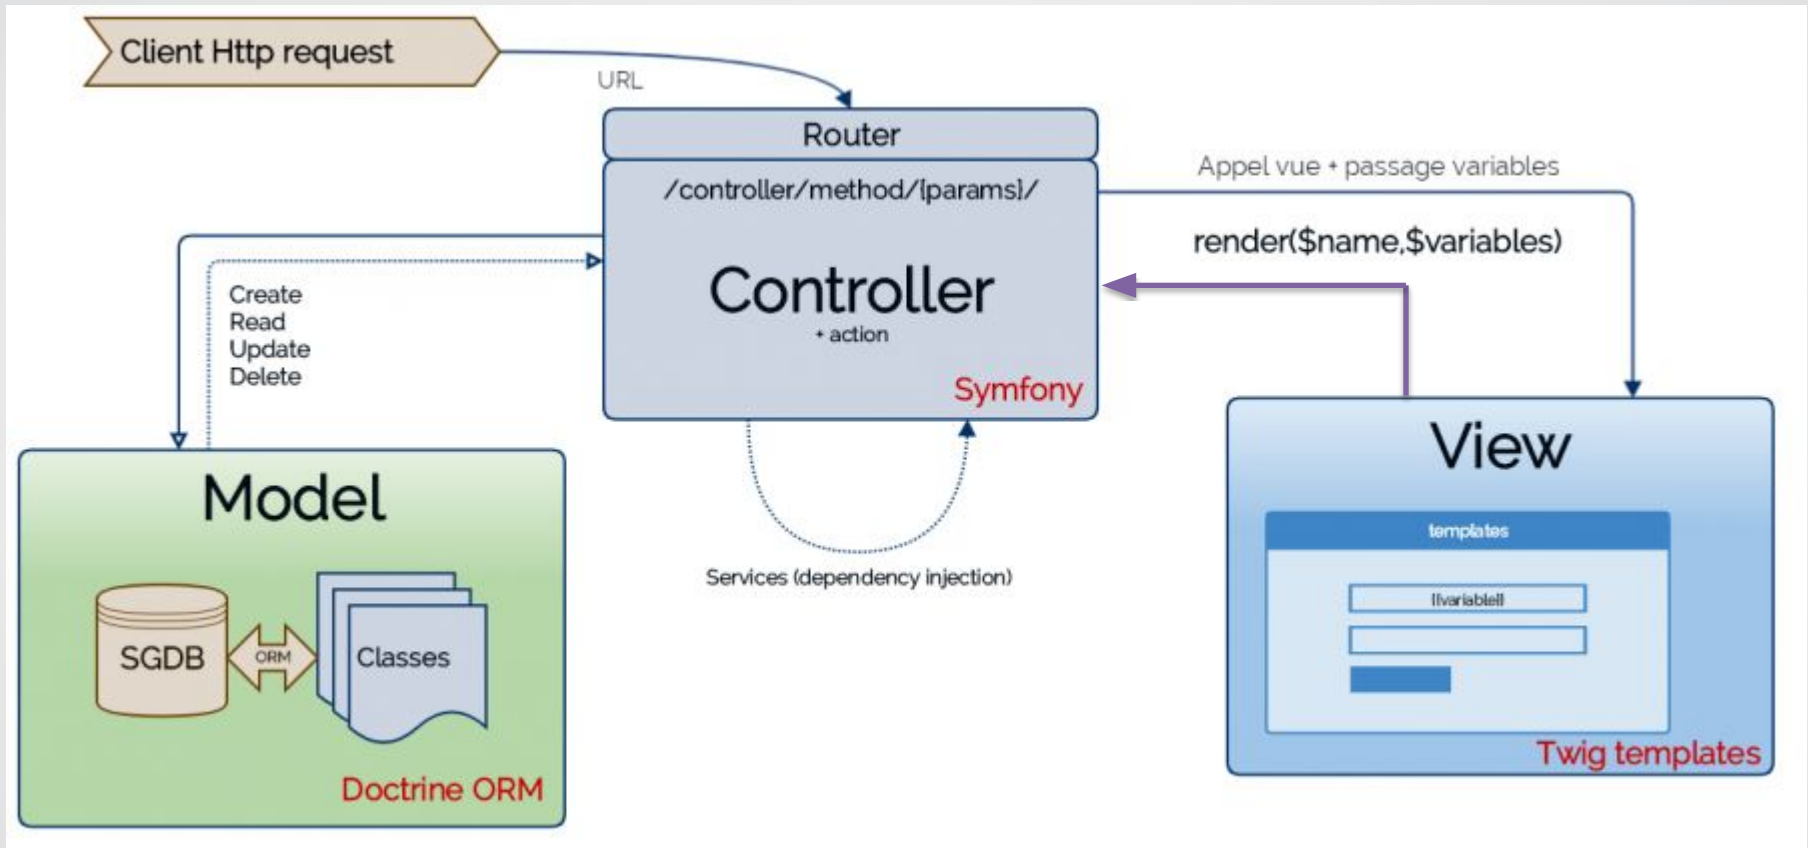 Client Http request
URL
Router
/controller/method/{params}/
Controller
+ action
Symfony
Appel vue + passage variables
render($name,$variables)
Create
Read
Update
Delete
Model
SGDB
ORM
Classes
Doctrine ORM
Services (dependency injection)
View
templates
{{variable}}
Twig templates